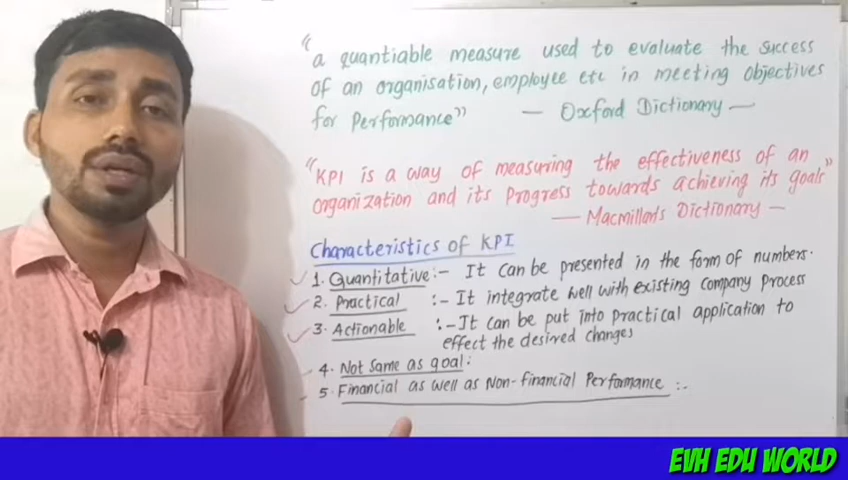 "a quantiable measure used to evaluate the success
of an organisation, employee etc in meeting objectives
for Performance" — Oxford Dictionary —
"KPI is a way of measuring the effectiveness of an
organization and its Progress towards achieving its goals"
— Macmillan's Dictionary —
Characteristics of KPI
1. Quantitative :- It can be presented in the form of numbers.
2. Practical :- It integrate well with existing company process
3. Actionable :- It can be put into practical application to
effect the desired changes
4. Not same as goal :
5. Financial as well as Non-financial Performance :-
EVH EDU WORLD